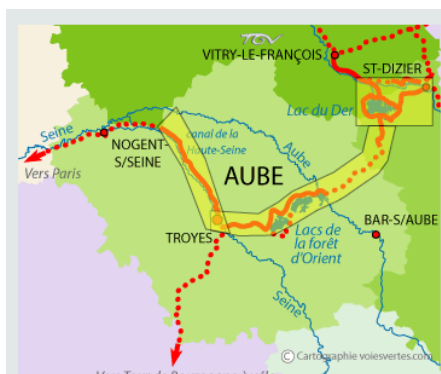 TGV
VITRY-LE-FRANÇOIS
ST-DIZIER
Lac du Der
Seine
canal de la
Haute-Seine
NOGENT-
S/SEINE
Aube
Vers Paris
AUBE
BAR-S/AUBE
TROYES
Lacs de
la forêt
d'Orient
Seine
© Cartographie voiesvertes.com